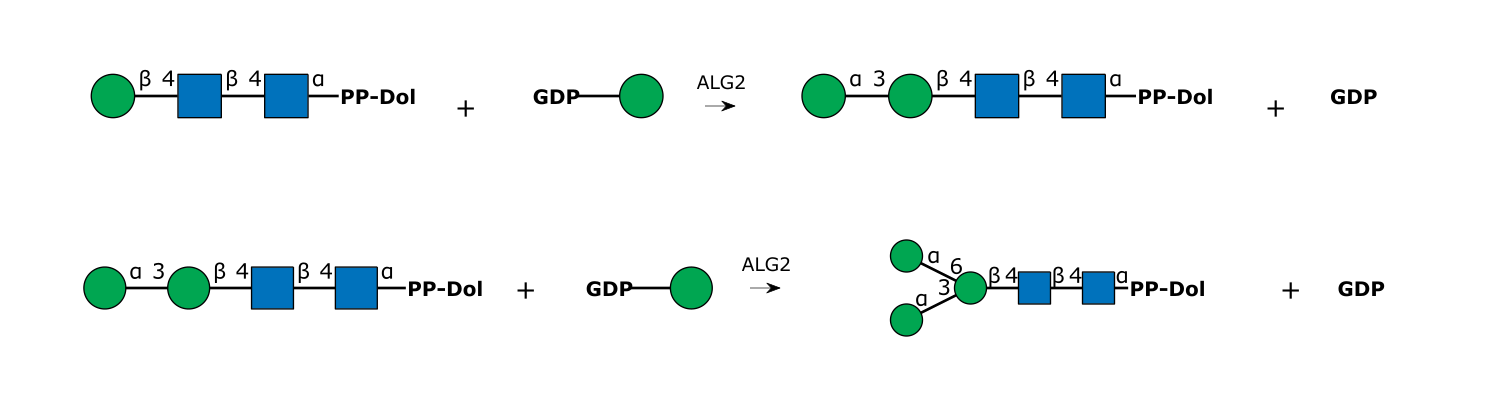 β 4 β 4 α PP-Dol + GDP ALG2 α 3 β 4 β 4 α PP-Dol + GDP
α 3 β 4 β 4 α PP-Dol + GDP ALG2 α 6 α 3 β 4 β 4 α PP-Dol + GDP